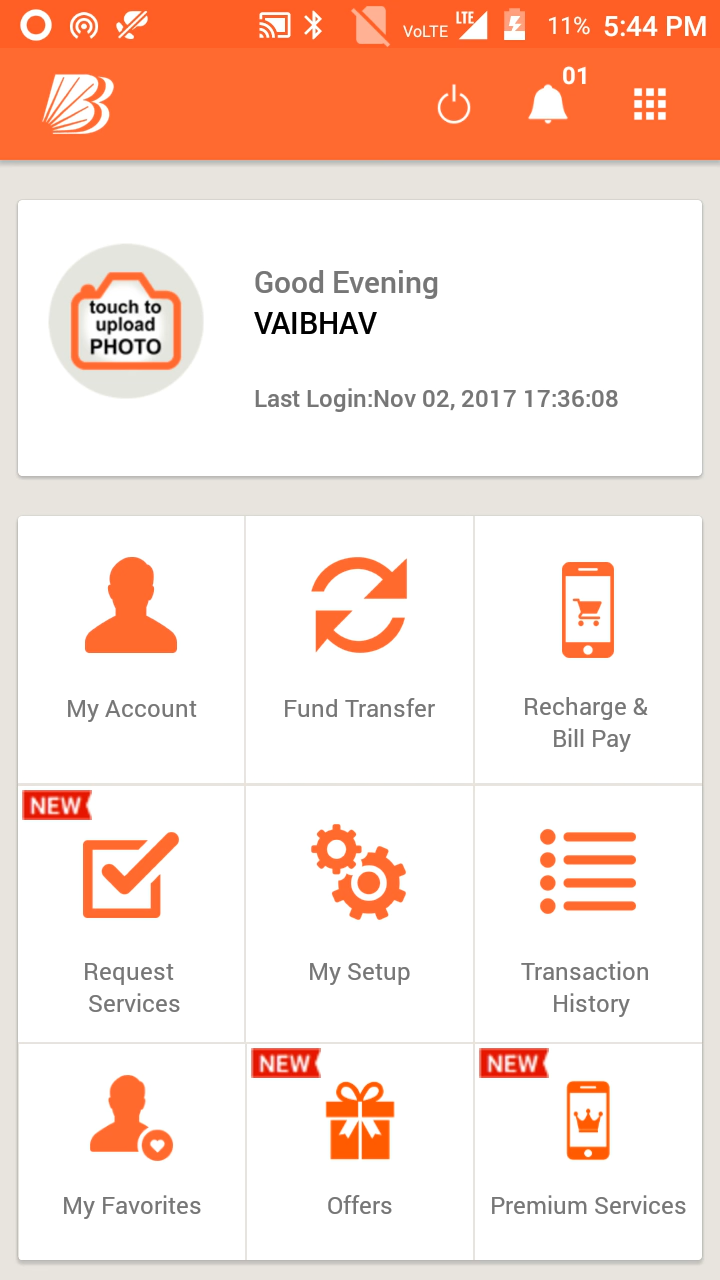 VoLTE LTE 11% 5:44 PM
01
touch to
upload
PHOTO
Good Evening
VAIBHAV
Last Login:Nov 02, 2017 17:36:08
My Account
Fund Transfer
Recharge &
Bill Pay
NEW
Request
Services
My Setup
Transaction
History
My Favorites
NEW
Offers
NEW
Premium Services